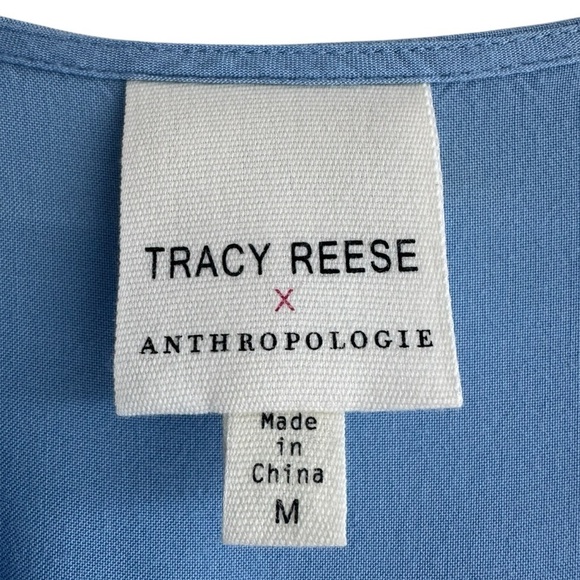 TRACY REESE
X
ANTHROPOLOGIE
Made
in
China
M